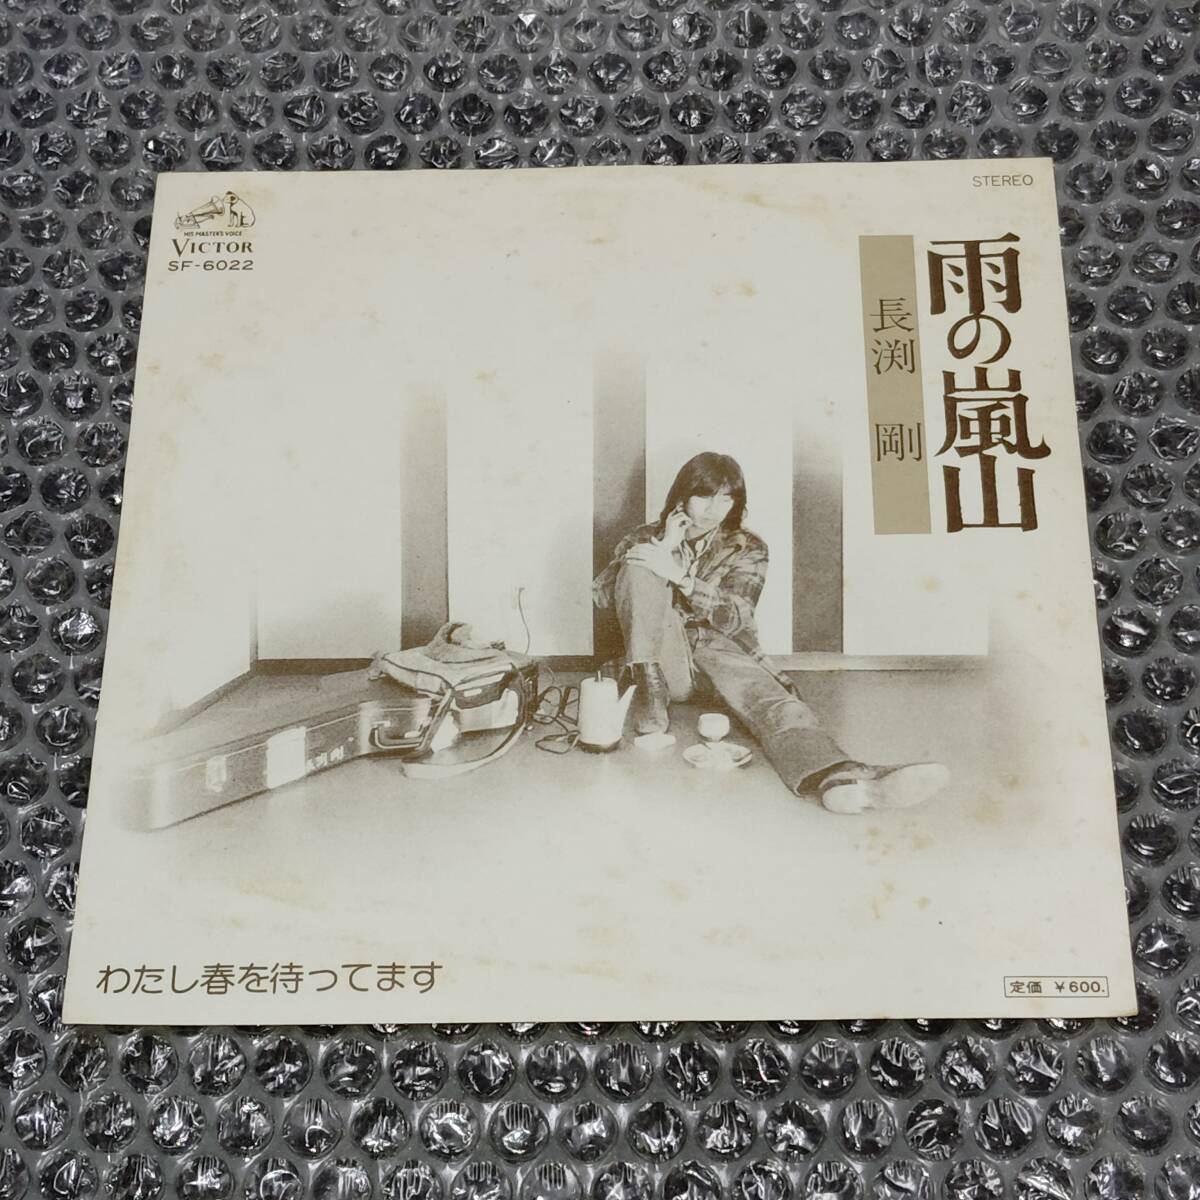 STEREO
HIS MASTER'S VOICE
VICTOR
SF-6022
雨の嵐山
長渕 剛
わたし春を待ってます
定価 ¥600.